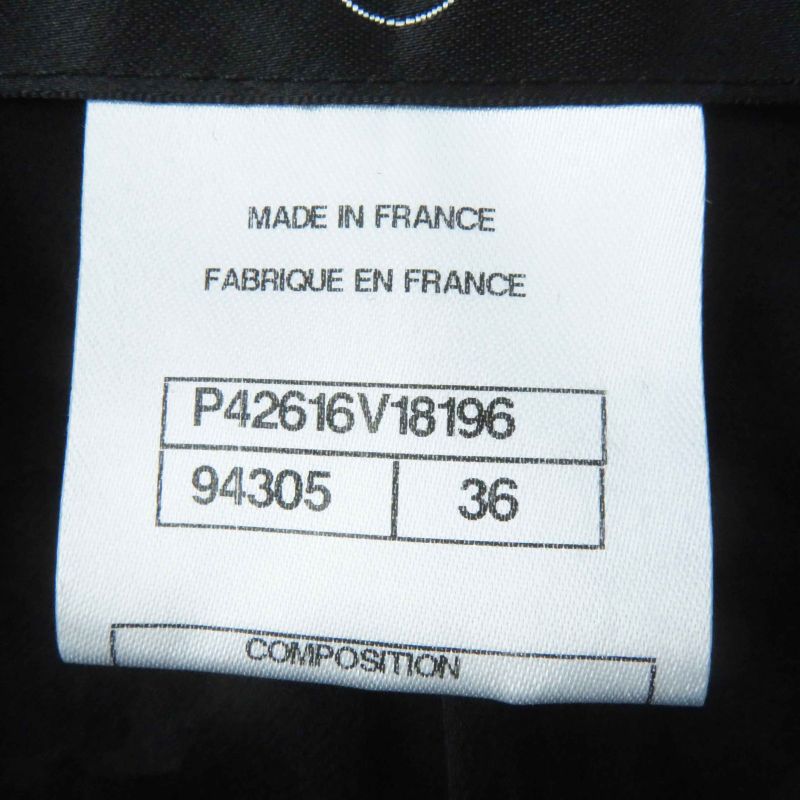 MADE IN FRANCE
FABRIQUE EN FRANCE
P42616V18196
94305 36
COMPOSITION